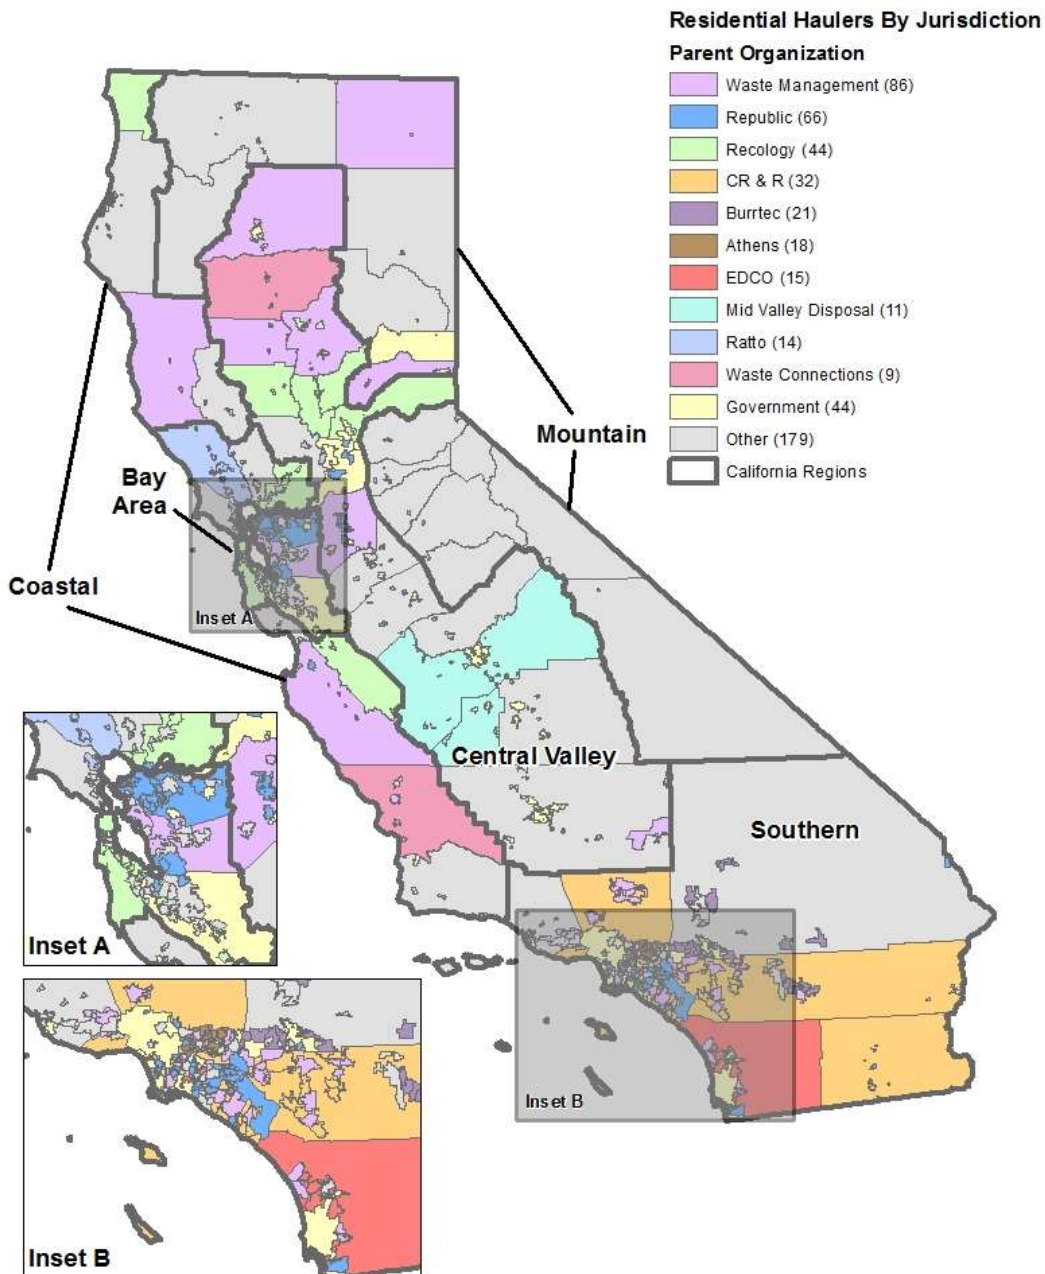 Residential Haulers By Jurisdiction
Parent Organization
Waste Management (86)
Republic (66)
Recology (44)
CR & R (32)
Burrtec (21)
Athens (18)
EDCO (15)
Mid Valley Disposal (11)
Ratto (14)
Waste Connections (9)
Government (44)
Other (179)
California Regions
Mountain
Bay
Area
Coastal
Inset A
Central Valley
Southern
Inset A
Inset B
Inset B